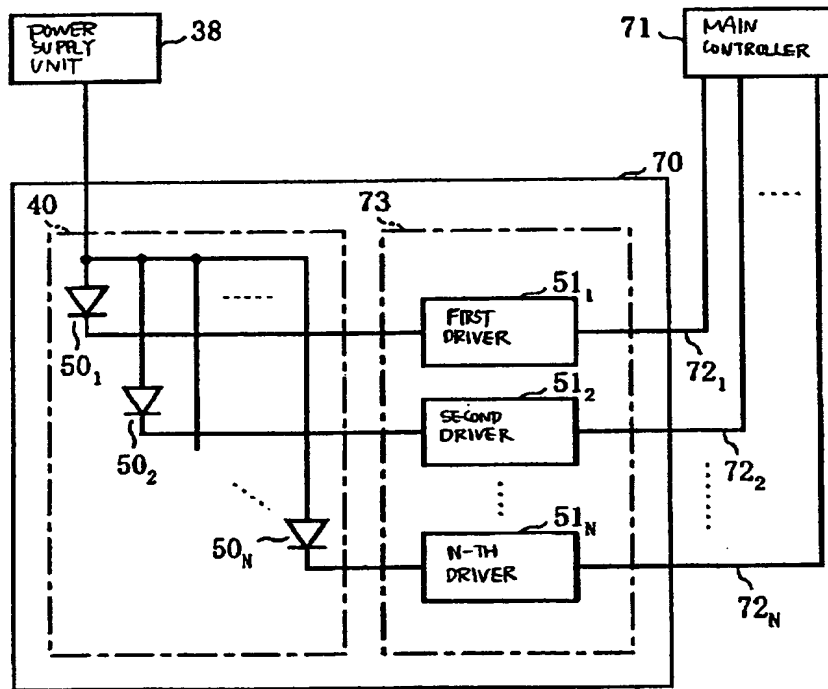 POWER
SUPPLY
UNIT
38
71
MAIN
CONTROLLER
70
40
73
51₁
FIRST
DRIVER
50₁
72₁
51₂
SECOND
DRIVER
50₂
72₂
51N
50N
N-TH
DRIVER
72N